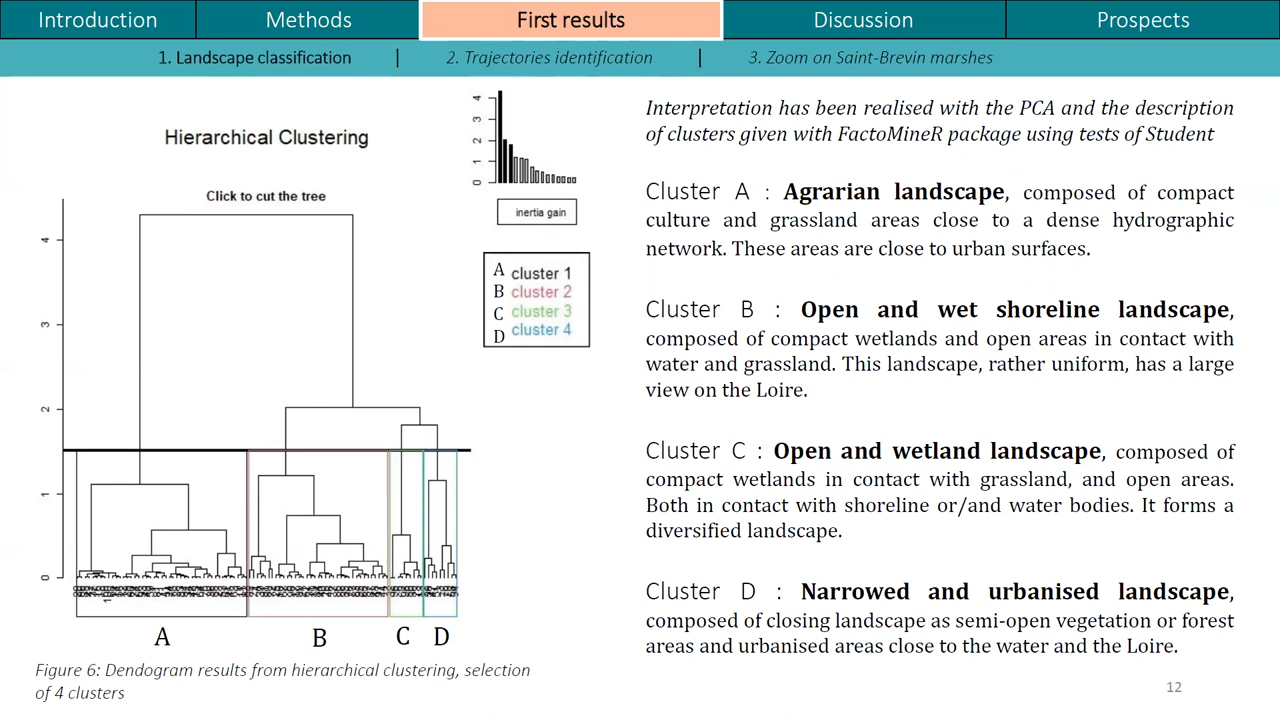 Introduction
Methods
First results
Discussion
Prospects
1. Landscape classification
2. Trajectories identification
3. Zoom on Saint-Brevin marshes
Hierarchical Clustering
Click to cut the tree
4
3
2
1
0
4
3
2
1
0
inertia gain
A cluster 1
B cluster 2
C cluster 3
D cluster 4
A
B
C
D
Figure 6: Dendogram results from hierarchical clustering, selection
of 4 clusters
Interpretation has been realised with the PCA and the description
of clusters given with FactoMineR package using tests of Student
Cluster A : Agrarian landscape, composed of compact
culture and grassland areas close to a dense hydrographic
network. These areas are close to urban surfaces.
Cluster B : Open and wet shoreline landscape,
composed of compact wetlands and open areas in contact with
water and grassland. This landscape, rather uniform, has a large
view on the Loire.
Cluster C : Open and wetland landscape, composed of
compact wetlands in contact with grassland, and open areas.
Both in contact with shoreline or/and water bodies. It forms a
diversified landscape.
Cluster D : Narrowed and urbanised landscape,
composed of closing landscape as semi-open vegetation or forest
areas and urbanised areas close to the water and the Loire.
12